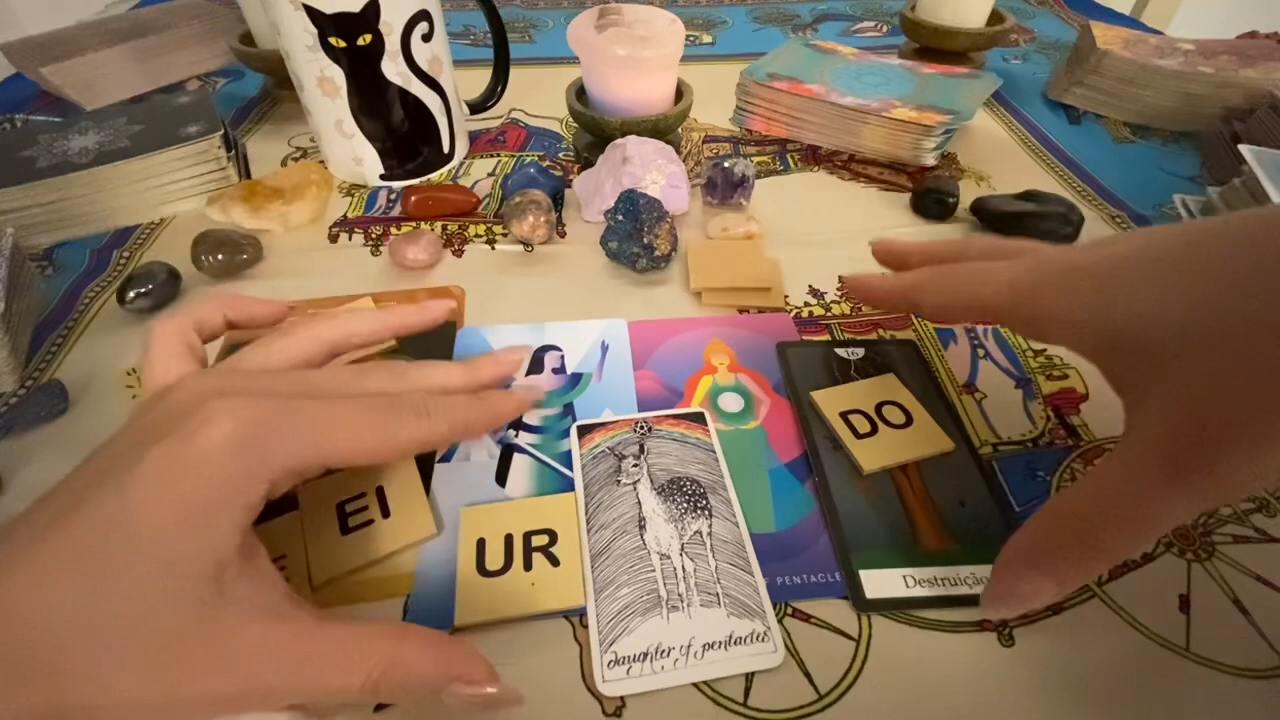 16
DO
EI
UR
F PENTACLE
Destruição
daughter of pentacles